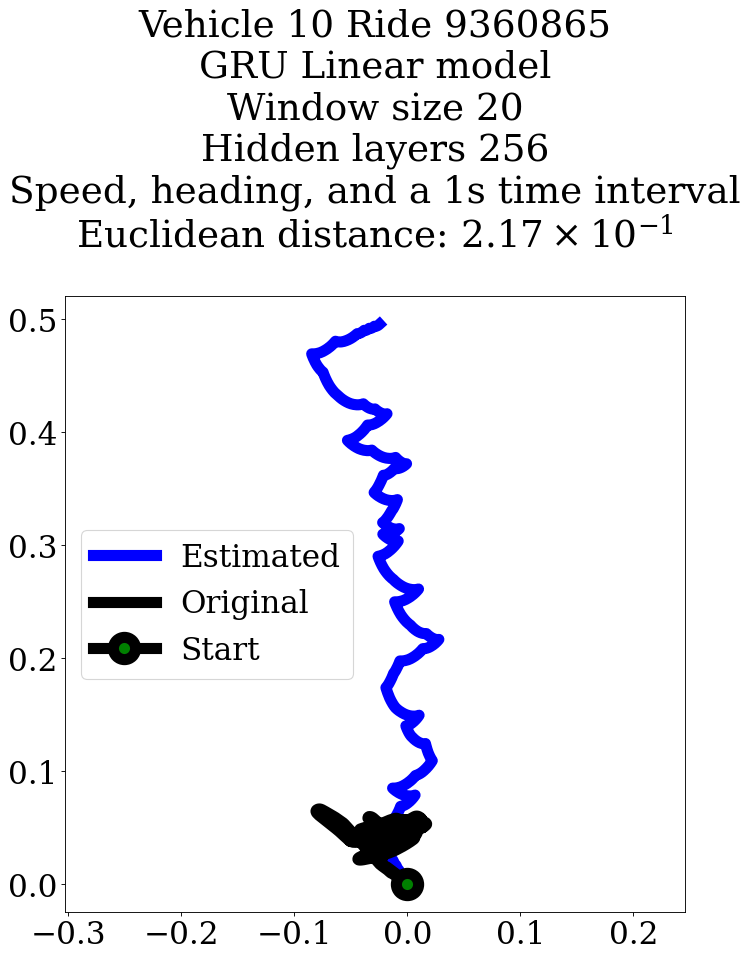 Vehicle 10 Ride 9360865
GRU Linear model
Window size 20
Hidden layers 256
Speed, heading, and a 1s time interval
Euclidean distance: 2.17 × 10⁻¹
0.5
0.4
0.3
0.2
0.1
0.0
Estimated
Original
Start
−0.3 −0.2 −0.1 0.0 0.1 0.2